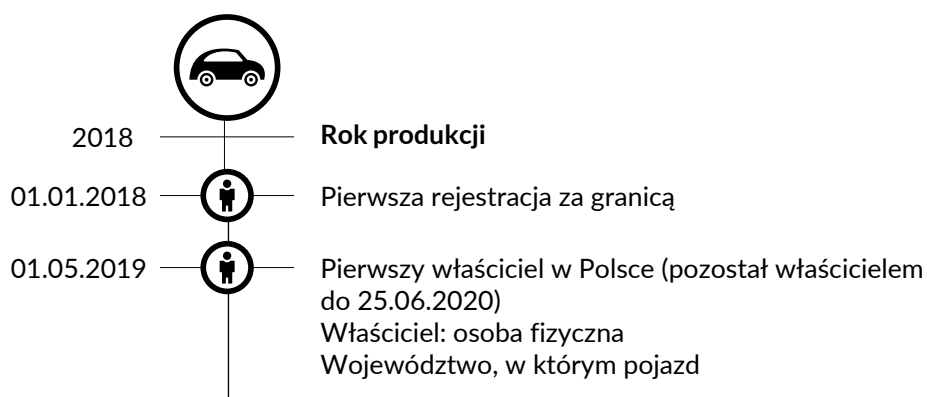 2018 Rok produkcji
01.01.2018 Pierwsza rejestracja za granicą
01.05.2019 Pierwszy właściciel w Polsce (pozostał właścicielem
do 25.06.2020)
Właściciel: osoba fizyczna
Województwo, w którym pojazd